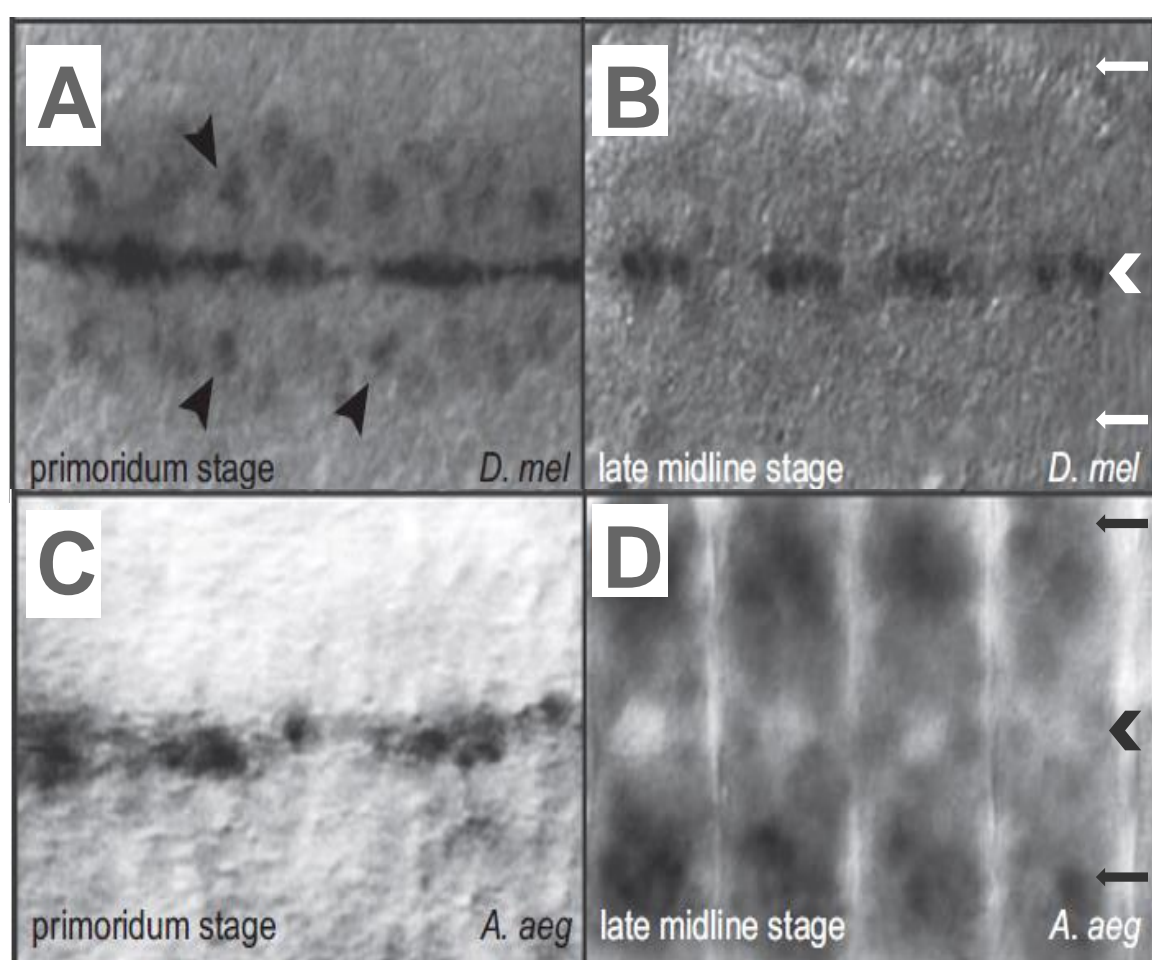 A
B
primoridum stage
D. mel
late midline stage
D. mel
C
D
primoridum stage
A. aeg
late midline stage
A. aeg